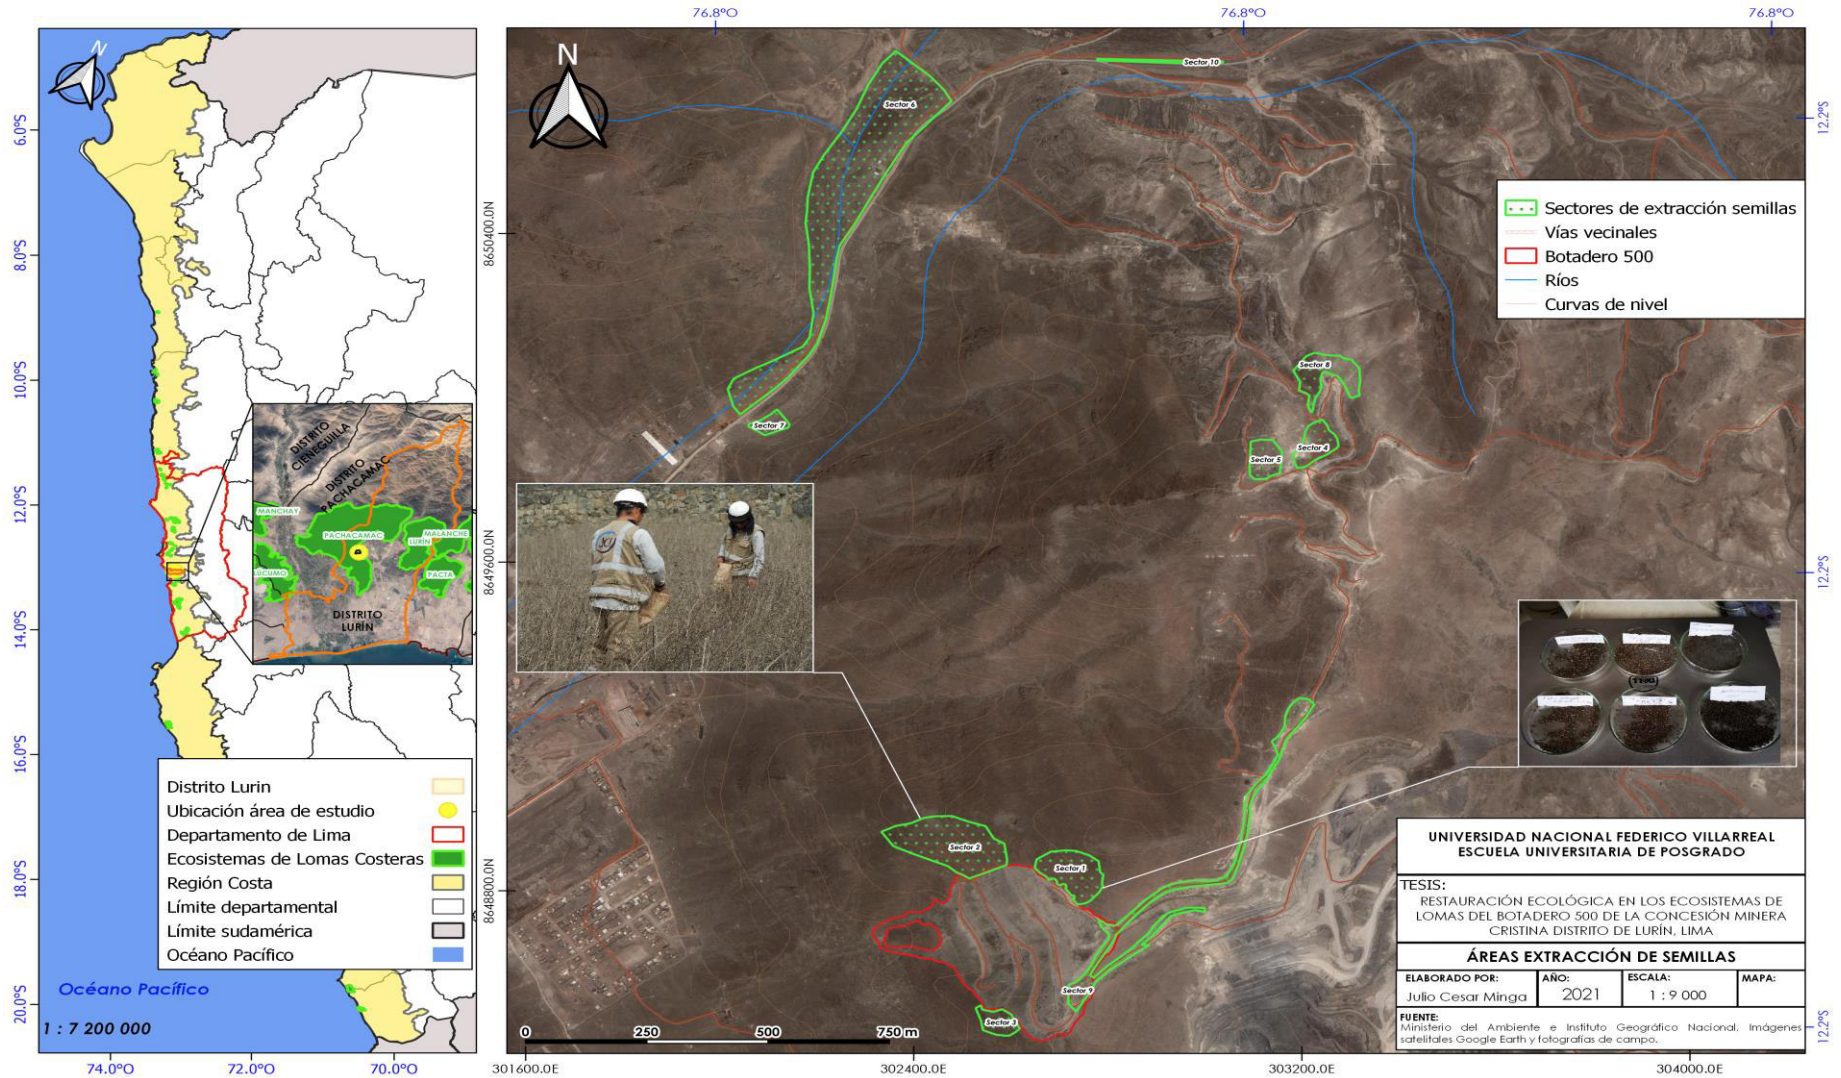 76.8°O
76.8°O
76.8°O
N
N
6.0°S
8.0°S
10.0°S
12.0°S
14.0°S
16.0°S
18.0°S
20.0°S
74.0°O
72.0°O
70.0°O
DISTRITO
CIENEGUILLA
DISTRITO
PACHACAMAC
MANCHAY
PACHACAMAC
MALANCHE
LURÍN
LUCUMO
PACTA
DISTRITO
LURÍN
Distrito Lurin
Ubicación área de estudio
Departamento de Lima
Ecosistemas de Lomas Costeras
Región Costa
Límite departamental
Límite sudamérica
Océano Pacífico
Océano Pacífico
1 : 7 200 000
8650400.0N
8649600.0N
8648800.0N
301600.0E
302400.0E
303200.0E
304000.0E
12.2°S
12.2°S
12.2°S
Sector 10
Sector 6
Sector 8
Sector 7
Sector 4
Sector 5
Sector 2
Sector 1
Sector 9
Sector 3
0 250 500 750 m
Sectores de extracción semillas
Vías vecinales
Botadero 500
Ríos
Curvas de nivel
UNIVERSIDAD NACIONAL FEDERICO VILLARREAL
ESCUELA UNIVERSITARIA DE POSGRADO
TESIS:
RESTAURACIÓN ECOLÓGICA EN LOS ECOSISTEMAS DE
LOMAS DEL BOTADERO 500 DE LA CONCESIÓN MINERA
CRISTINA DISTRITO DE LURÍN, LIMA
ÁREAS EXTRACCIÓN DE SEMILLAS
ELABORADO POR: AÑO: ESCALA: MAPA:
Julio Cesar Minga 2021 1 : 9 000
FUENTE:
Ministerio del Ambiente e Instituto Geográfico Nacional, Imágenes
satelitales Google Earth y fotografías de campo.